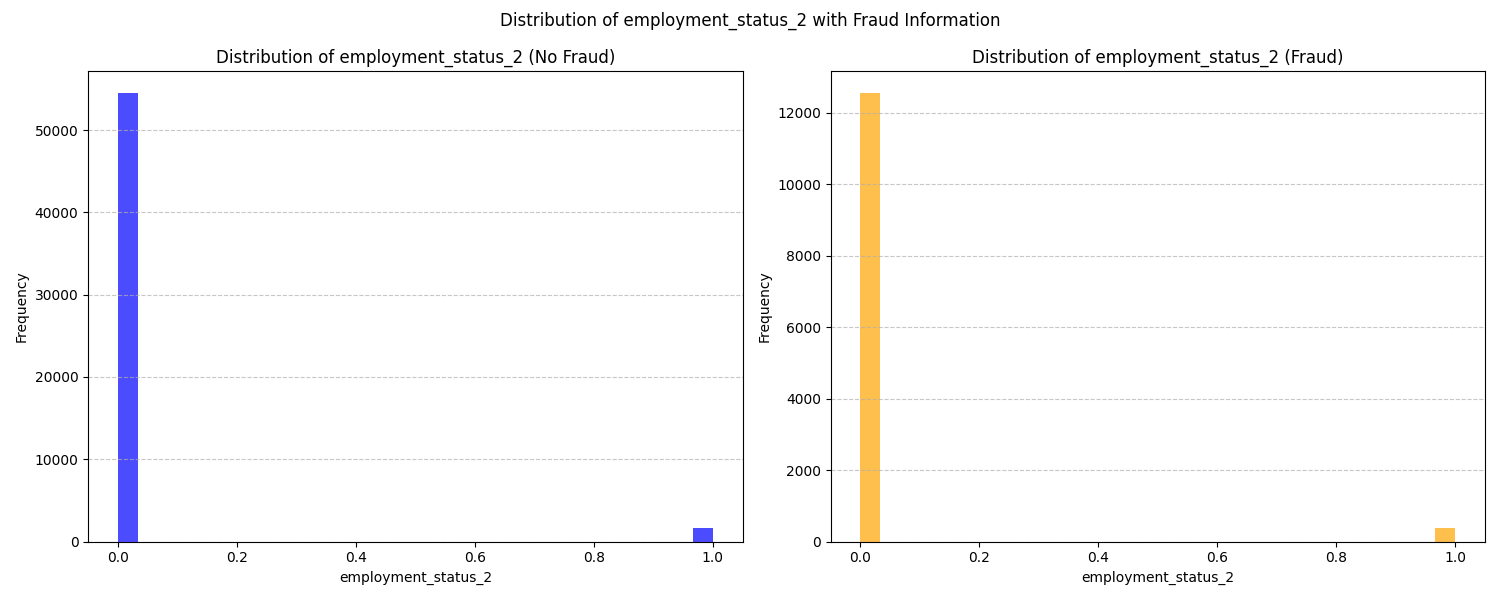 Distribution of employment_status_2 with Fraud Information
Distribution of employment_status_2 (No Fraud)
Frequency
50000
40000
30000
20000
10000
0
0.0 0.2 0.4 0.6 0.8 1.0
employment_status_2
Distribution of employment_status_2 (Fraud)
Frequency
12000
10000
8000
6000
4000
2000
0
0.0 0.2 0.4 0.6 0.8 1.0
employment_status_2